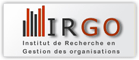 IRGO
Institut de Recherche en
Gestion des organisations